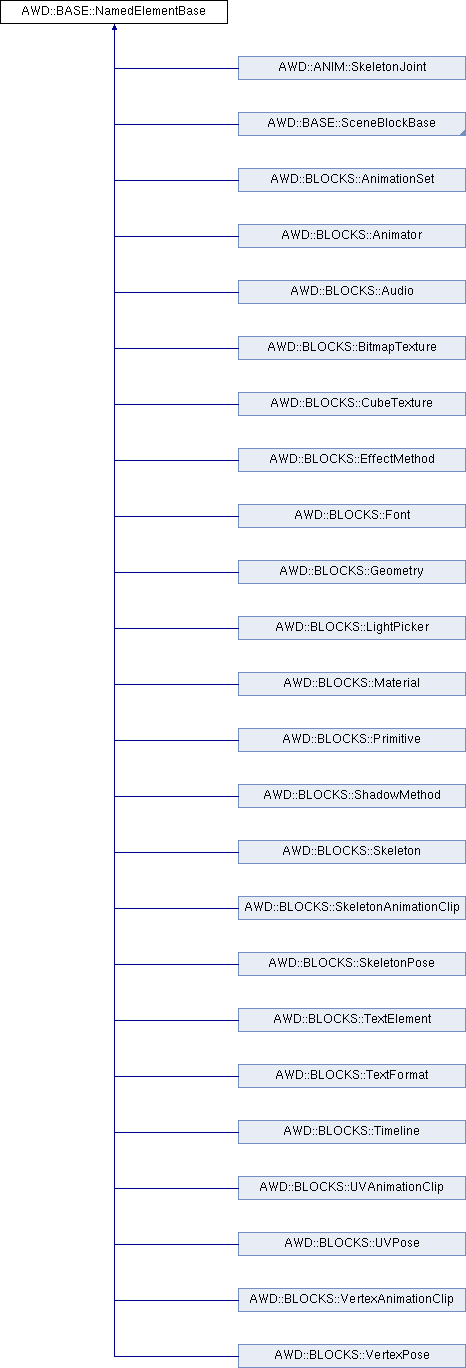 AWD::BASE::NamedElementBase
AWD::ANIM::SkeletonJoint
AWD::BASE::SceneBlockBase
AWD::BLOCKS::AnimationSet
AWD::BLOCKS::Animator
AWD::BLOCKS::Audio
AWD::BLOCKS::BitmapTexture
AWD::BLOCKS::CubeTexture
AWD::BLOCKS::EffectMethod
AWD::BLOCKS::Font
AWD::BLOCKS::Geometry
AWD::BLOCKS::LightPicker
AWD::BLOCKS::Material
AWD::BLOCKS::Primitive
AWD::BLOCKS::ShadowMethod
AWD::BLOCKS::Skeleton
AWD::BLOCKS::SkeletonAnimationClip
AWD::BLOCKS::SkeletonPose
AWD::BLOCKS::TextElement
AWD::BLOCKS::TextFormat
AWD::BLOCKS::Timeline
AWD::BLOCKS::UVAnimationClip
AWD::BLOCKS::UVPose
AWD::BLOCKS::VertexAnimationClip
AWD::BLOCKS::VertexPose